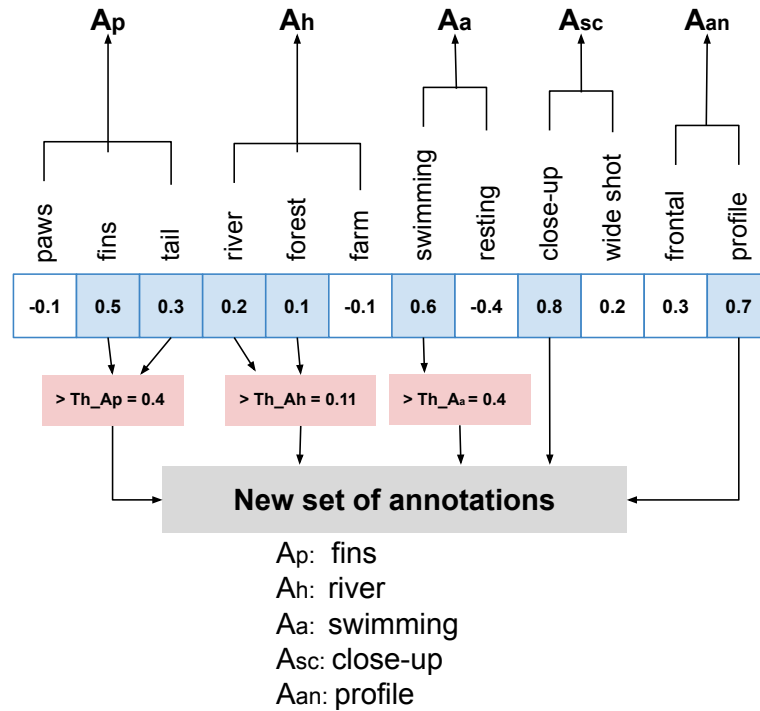 Ap Ah Aa Asc Aan
paws fins tail river forest farm swimming resting close-up wide shot frontal profile
-0.1 0.5 0.3 0.2 0.1 -0.1 0.6 -0.4 0.8 0.2 0.3 0.7
> Th_Ap = 0.4 > Th_Ah = 0.11 > Th_Aa = 0.4
New set of annotations
Ap: fins
Ah: river
Aa: swimming
Asc: close-up
Aan: profile